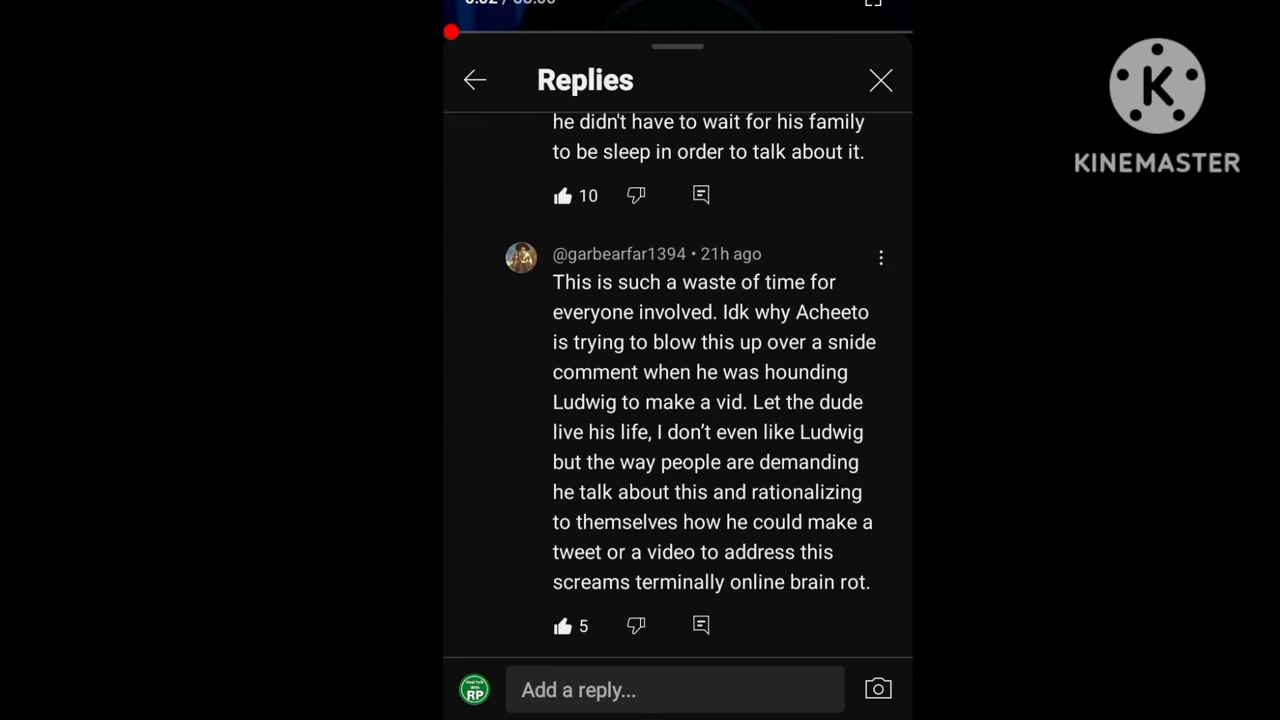 Replies
K
KINEMASTER
he didn't have to wait for his family
to be sleep in order to talk about it.
10
@garbearfar1394 • 21h ago
This is such a waste of time for
everyone involved. Idk why Acheeto
is trying to blow this up over a snide
comment when he was hounding
Ludwig to make a vid. Let the dude
live his life, I don’t even like Ludwig
but the way people are demanding
he talk about this and rationalizing
to themselves how he could make a
tweet or a video to address this
screams terminally online brain rot.
5
RP
Add a reply...